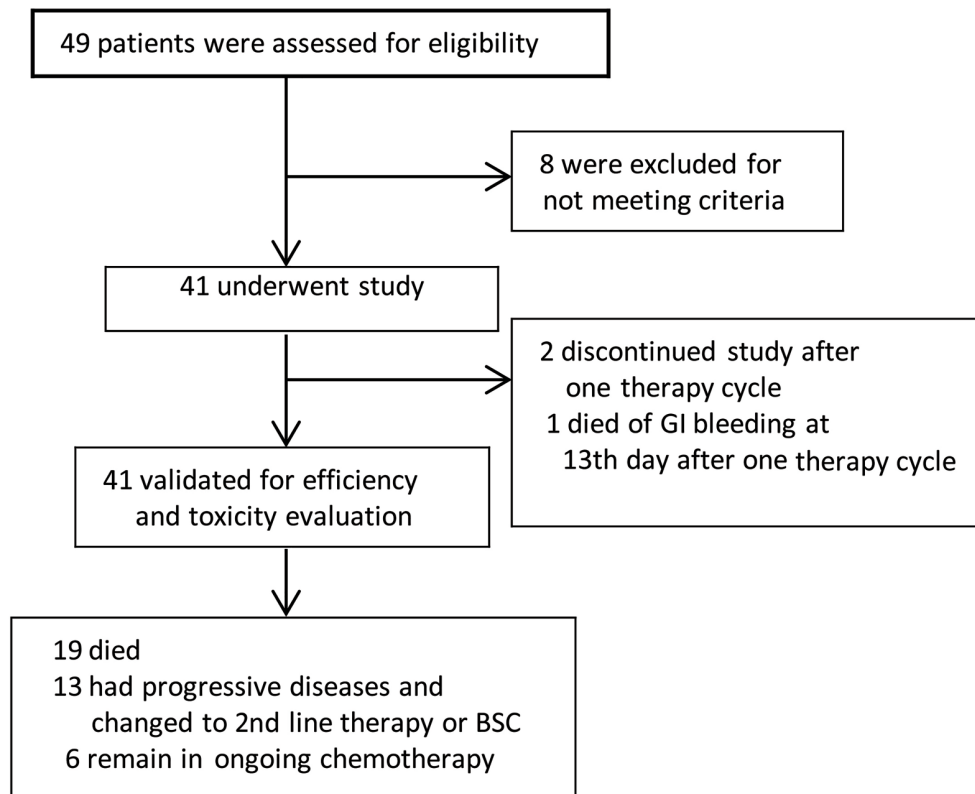 49 patients were assessed for eligibility
8 were excluded for
not meeting criteria
41 underwent study
2 discontinued study after
one therapy cycle
1 died of GI bleeding at
13th day after one therapy cycle
41 validated for efficiency
and toxicity evaluation
19 died
13 had progressive diseases and
changed to 2nd line therapy or BSC
6 remain in ongoing chemotherapy